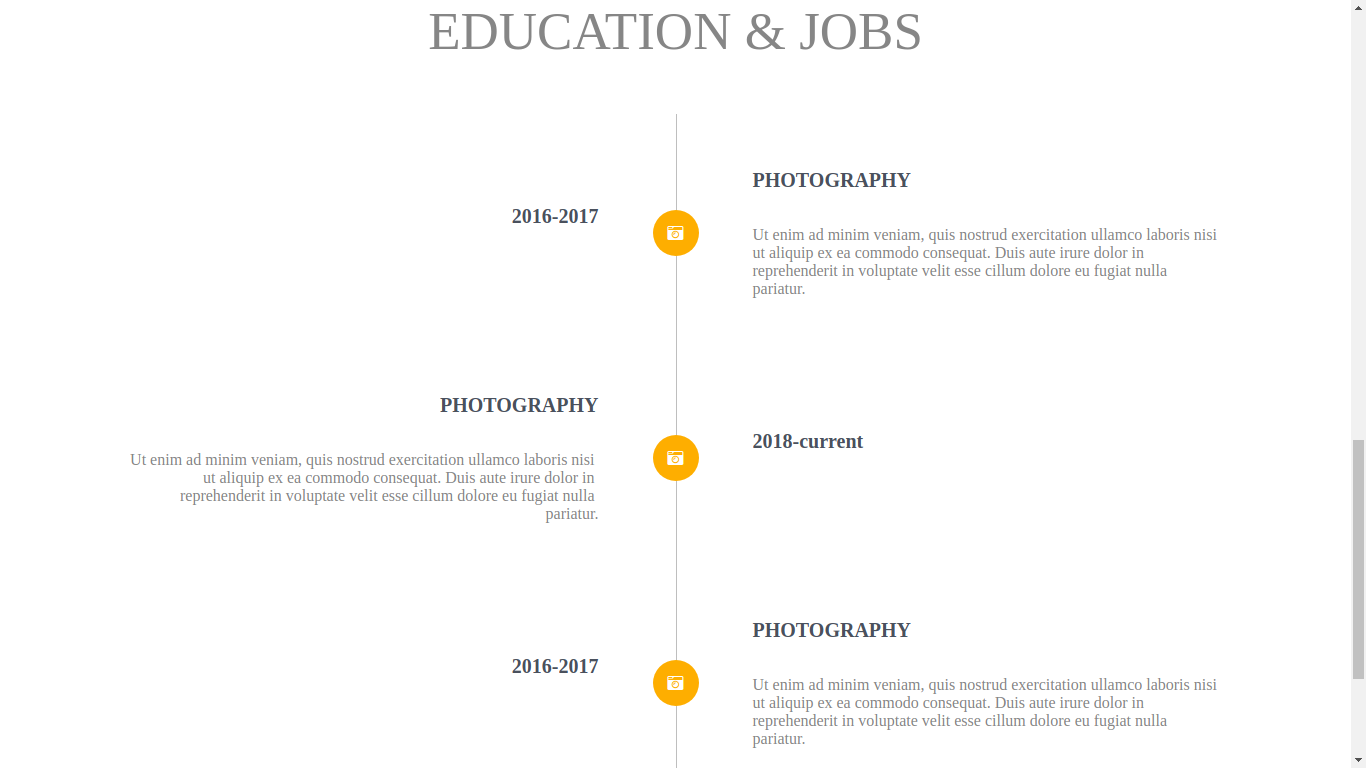 EDUCATION & JOBS
2016-2017
PHOTOGRAPHY
Ut enim ad minim veniam, quis nostrud exercitation ullamco laboris nisi
ut aliquip ex ea commodo consequat. Duis aute irure dolor in
reprehenderit in voluptate velit esse cillum dolore eu fugiat nulla
pariatur.
PHOTOGRAPHY
Ut enim ad minim veniam, quis nostrud exercitation ullamco laboris nisi
ut aliquip ex ea commodo consequat. Duis aute irure dolor in
reprehenderit in voluptate velit esse cillum dolore eu fugiat nulla
pariatur.
2018-current
2016-2017
PHOTOGRAPHY
Ut enim ad minim veniam, quis nostrud exercitation ullamco laboris nisi
ut aliquip ex ea commodo consequat. Duis aute irure dolor in
reprehenderit in voluptate velit esse cillum dolore eu fugiat nulla
pariatur.